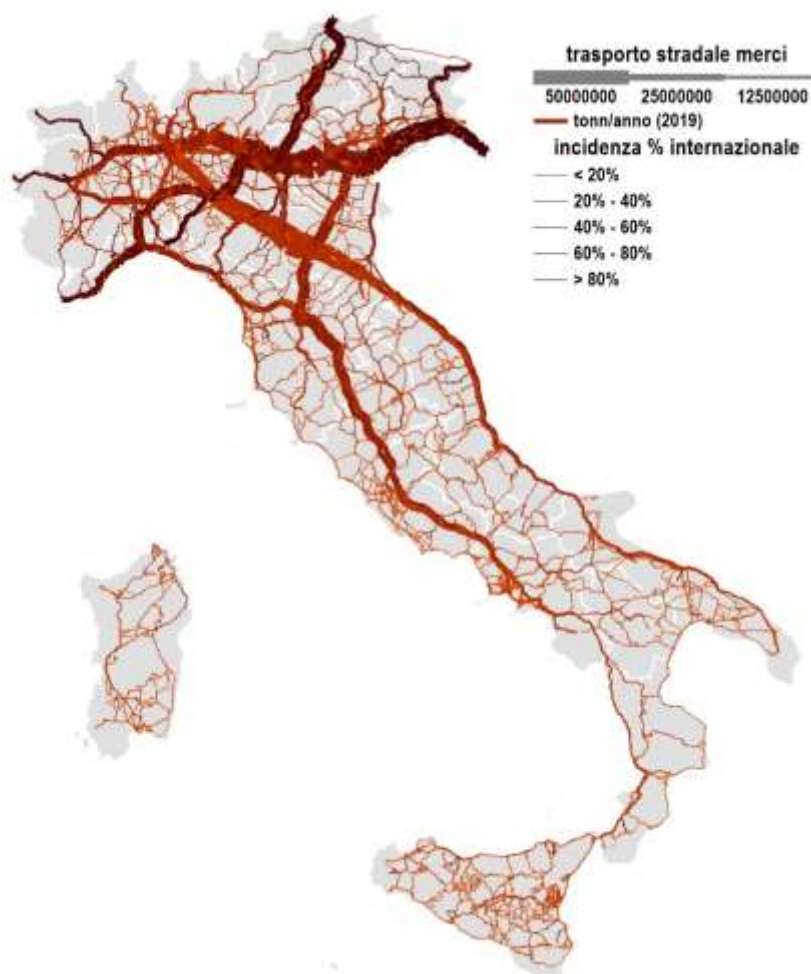 trasporto stradale merci
50000000 25000000 12500000
tonn/anno (2019)
incidenza % internazionale
< 20%
20% - 40%
40% - 60%
60% - 80%
> 80%